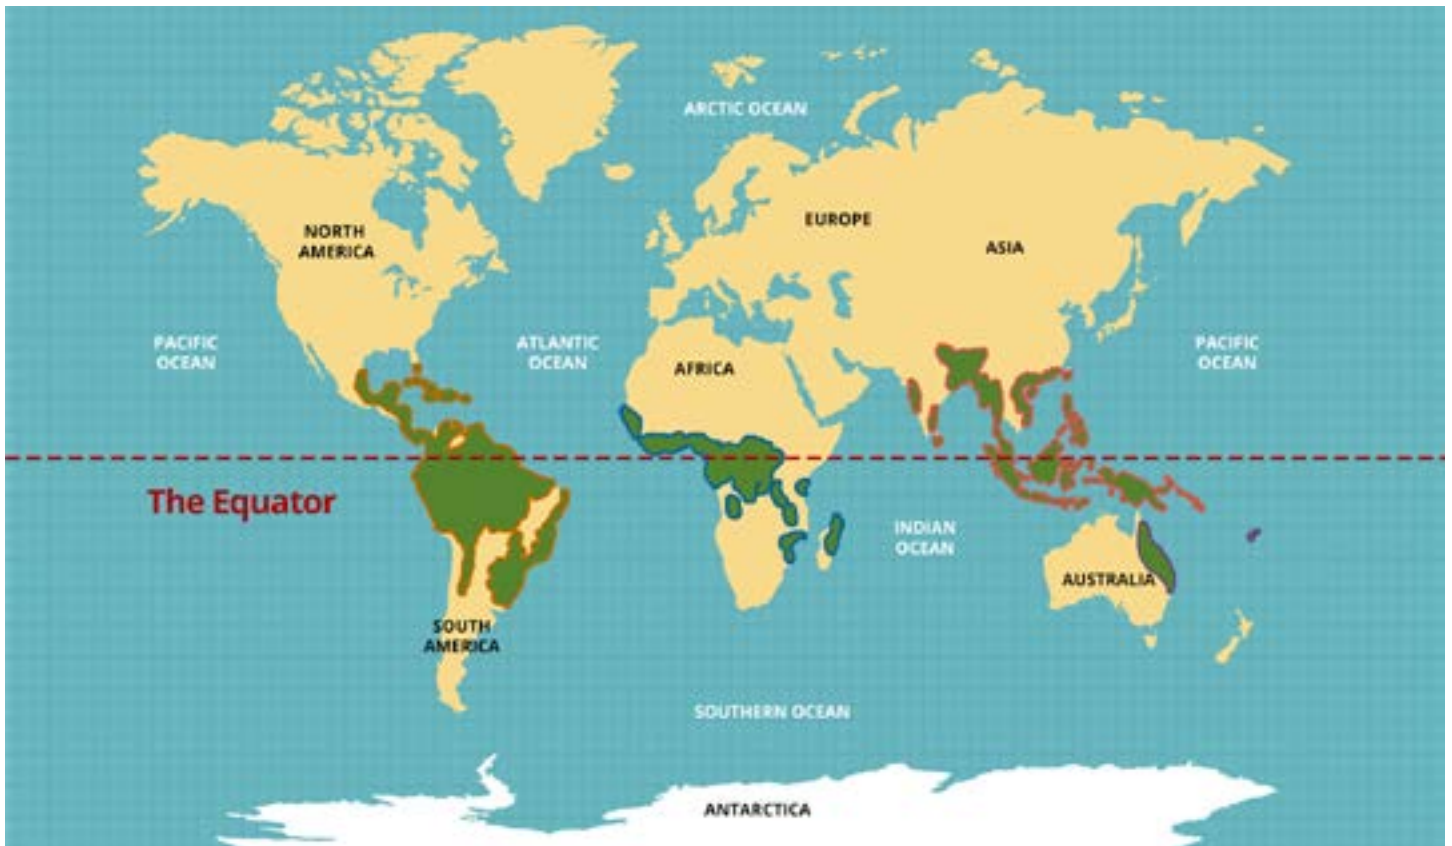 ARCTIC OCEAN
NORTH
AMERICA
EUROPE
ASIA
PACIFIC
OCEAN
ATLANTIC
OCEAN
AFRICA
PACIFIC
OCEAN
The Equator
INDIAN
OCEAN
AUSTRALIA
SOUTH
AMERICA
SOUTHERN OCEAN
ANTARCTICA